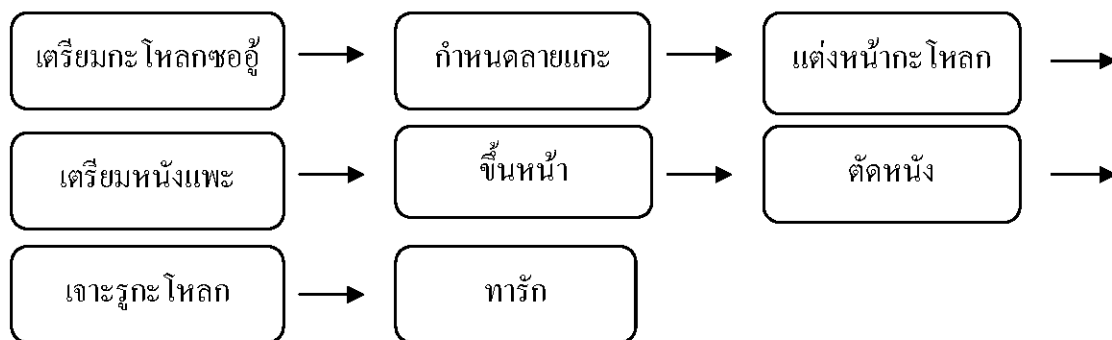 เตรียมกะโหลกซออู้
กำหนดลายแกะ
แต่งหน้ากะโหลก
เตรียมหนังแพะ
ขึ้นหน้า
ตัดหนัง
เจาะรูกะโหลก
ทารัก